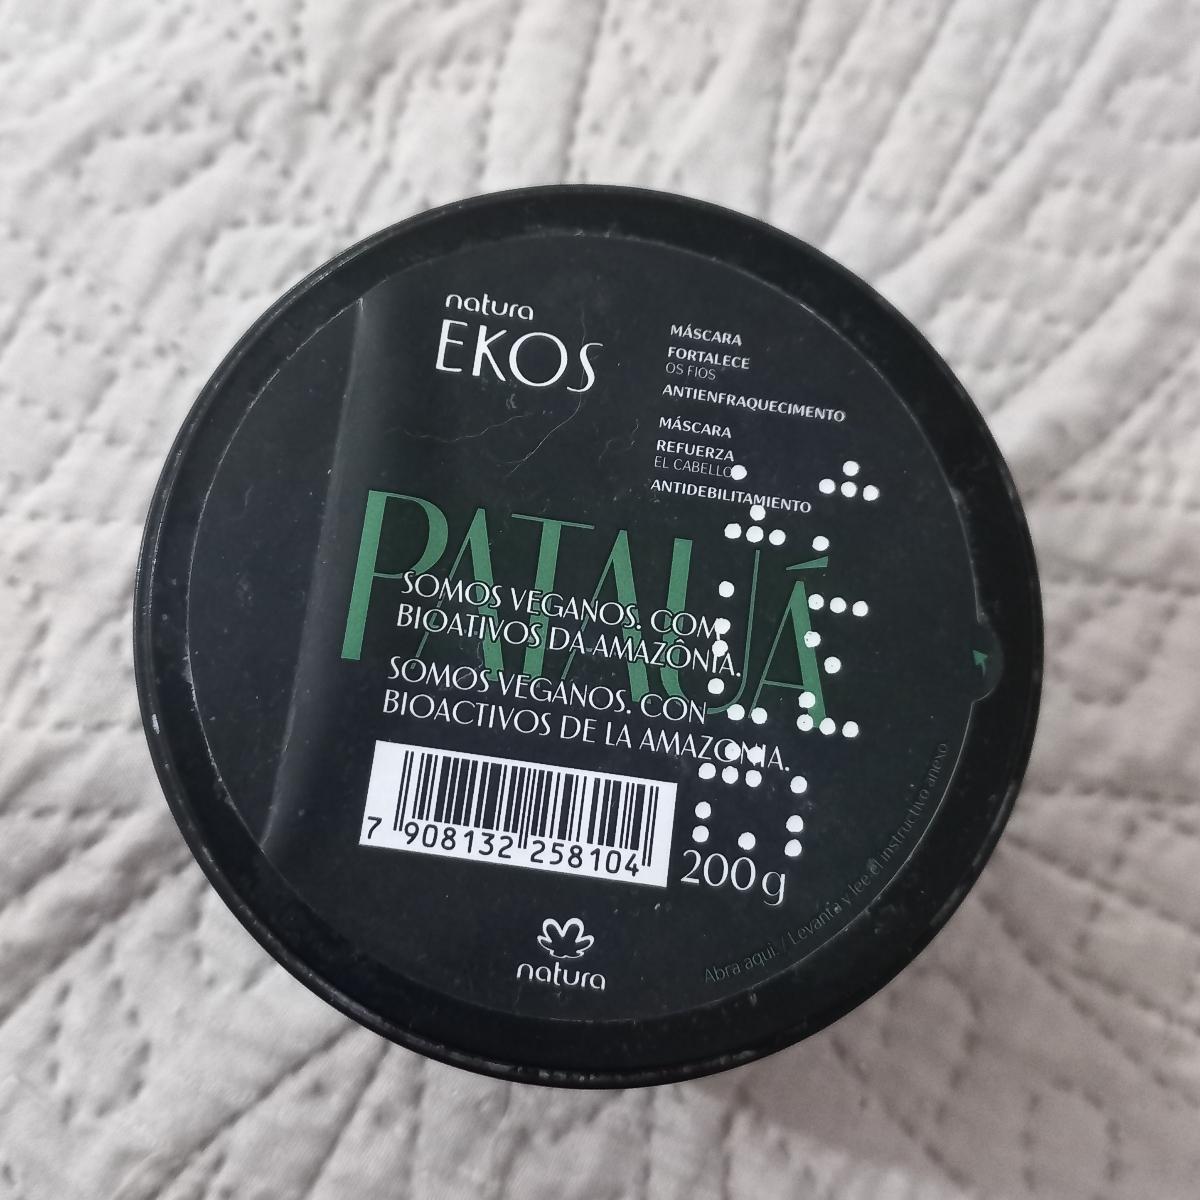 natura
EKOS
MÁSCARA
FORTALECE
OS FIOS
ANTIENFRAQUECIMENTO
MÁSCARA
REFUERZA
EL CABELLO
ANTIDEBILITAMIENTO
PATAUÁ
SOMOS VEGANOS. COM
BIOATIVOS DA AMAZÔNIA.
SOMOS VEGANOS. CON
BIOACTIVOS DE LA AMAZONIA.
7 908132 258104
200g
natura
Abra aqui. / Levanta y lee el instructivo anexo